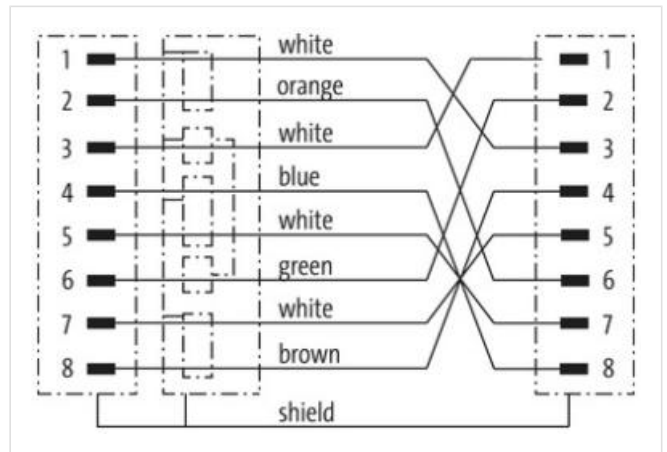 1 white 1
2 orange 2
3 white 3
4 blue 4
5 white 5
6 green 6
7 white 7
8 brown 8
shield